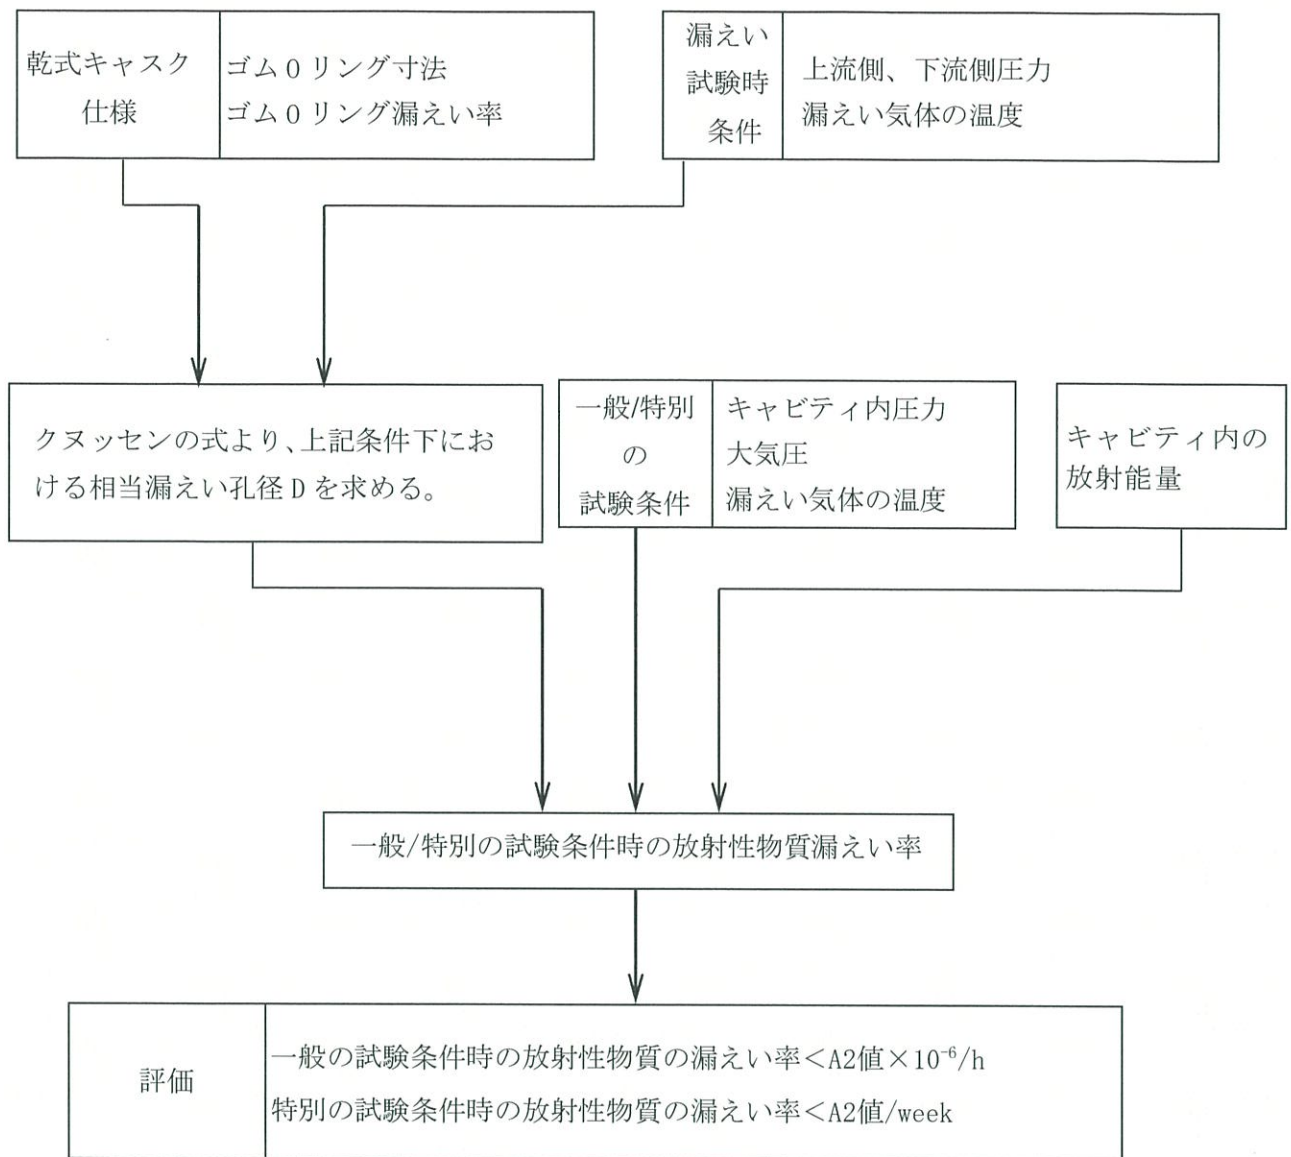 乾式キャスク
仕様
ゴムOリング寸法
ゴムOリング漏えい率
漏えい
試験時
条件
上流側、下流側圧力
漏えい気体の温度
クヌッセンの式より、上記条件下にお
ける相当漏えい孔径Dを求める。
一般/特別
の
試験条件
キャビティ内圧力
大気圧
漏えい気体の温度
キャビティ内の
放射能量
一般/特別の試験条件時の放射性物質漏えい率
評価
一般の試験条件時の放射性物質の漏えい率<A2値×10⁻⁶/h
特別の試験条件時の放射性物質の漏えい率<A2値/week